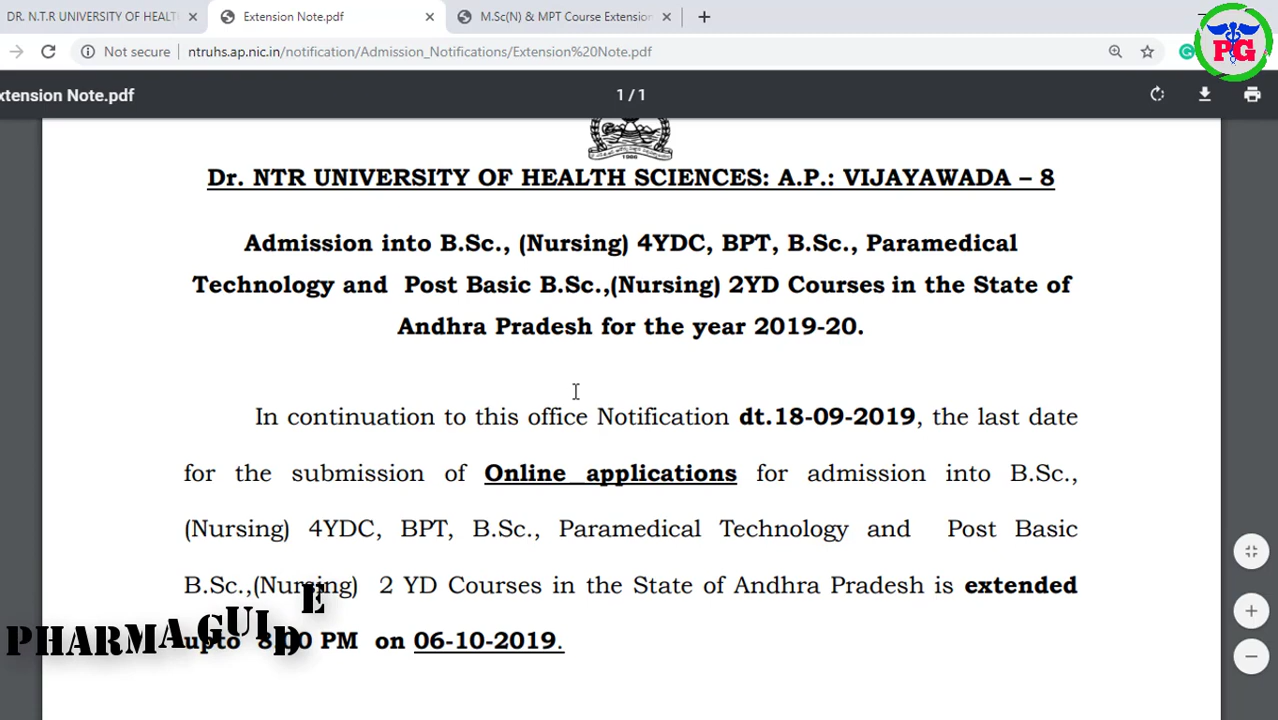 DR. N.T.R UNIVERSITY OF HEALT
Extension Note.pdf
M.Sc(N) & MPT Course Extension
Not secure
ntruhs.ap.nic.in/notification/Admission_Notifications/Extension%20Note.pdf
PG
xtension Note.pdf
1 / 1
1986
Dr. NTR UNIVERSITY OF HEALTH SCIENCES: A.P.: VIJAYAWADA – 8
Admission into B.Sc., (Nursing) 4YDC, BPT, B.Sc., Paramedical
Technology and Post Basic B.Sc.,(Nursing) 2YD Courses in the State of
Andhra Pradesh for the year 2019-20.
In continuation to this office Notification dt.18-09-2019, the last date
for the submission of Online applications for admission into B.Sc.,
(Nursing) 4YDC, BPT, B.Sc., Paramedical Technology and Post Basic
B.Sc.,(Nursing) 2 YD Courses in the State of Andhra Pradesh is extended
upto 8.00 PM on 06-10-2019.
PHARMA GUIDE